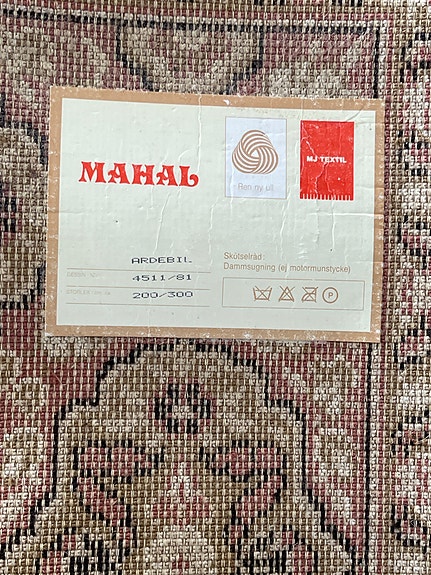 MAHAL
Ren ny ull
MJ TEXTIL
ARDEBIL
4511/81
200/300
Skötselråd:
Dammsugning (ej motormunstycke)
P